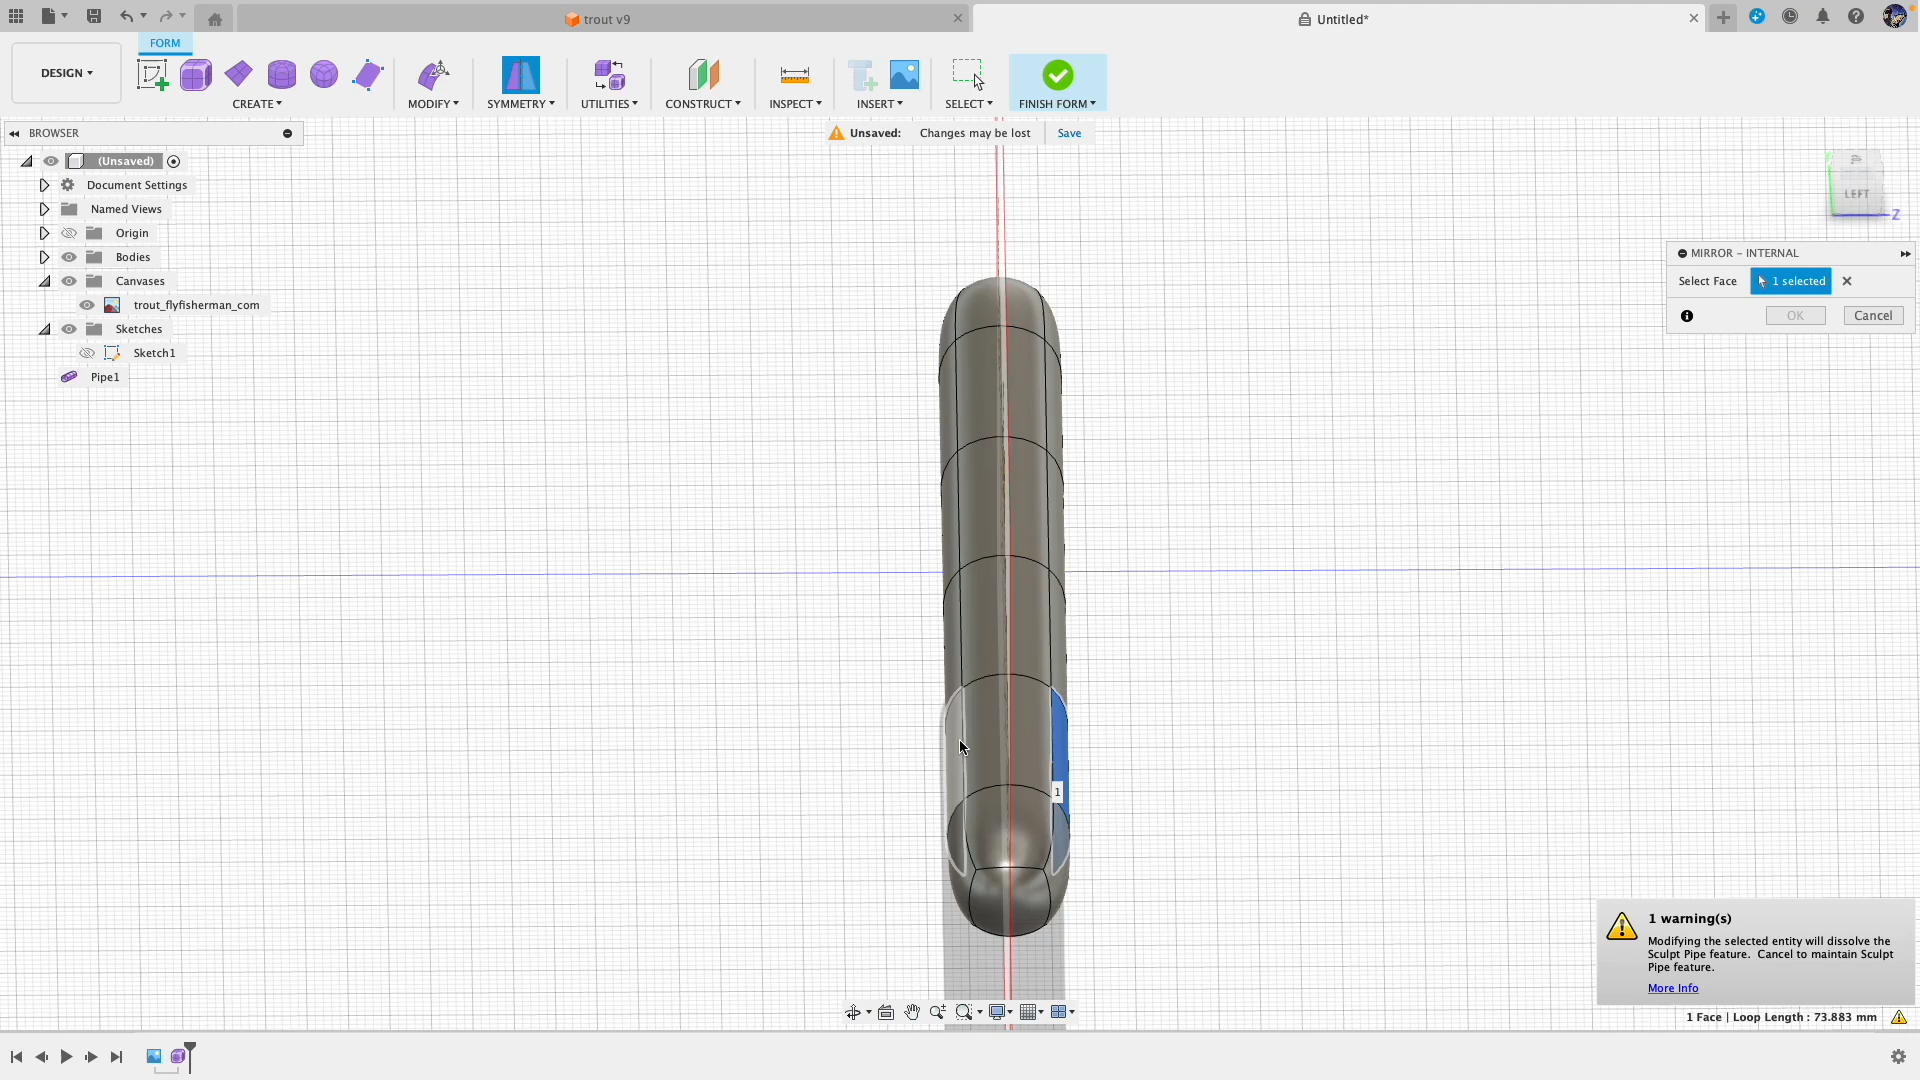 trout v9
Untitled*
FORM
DESIGN
CREATE
MODIFY
SYMMETRY
UTILITIES
CONSTRUCT
INSPECT
INSERT
SELECT
FINISH FORM
BROWSER
Unsaved: Changes may be lost Save
(Unsaved)
Document Settings
Named Views
Origin
Bodies
Canvases
trout_flyfisherman_com
Sketches
Sketch1
Pipe1
LEFT
Z
MIRROR - INTERNAL
Select Face 1 selected
OK Cancel
1
1 warning(s)
Modifying the selected entity will dissolve the
Sculpt Pipe feature. Cancel to maintain Sculpt
Pipe feature.
More Info
1 Face | Loop Length : 73.883 mm